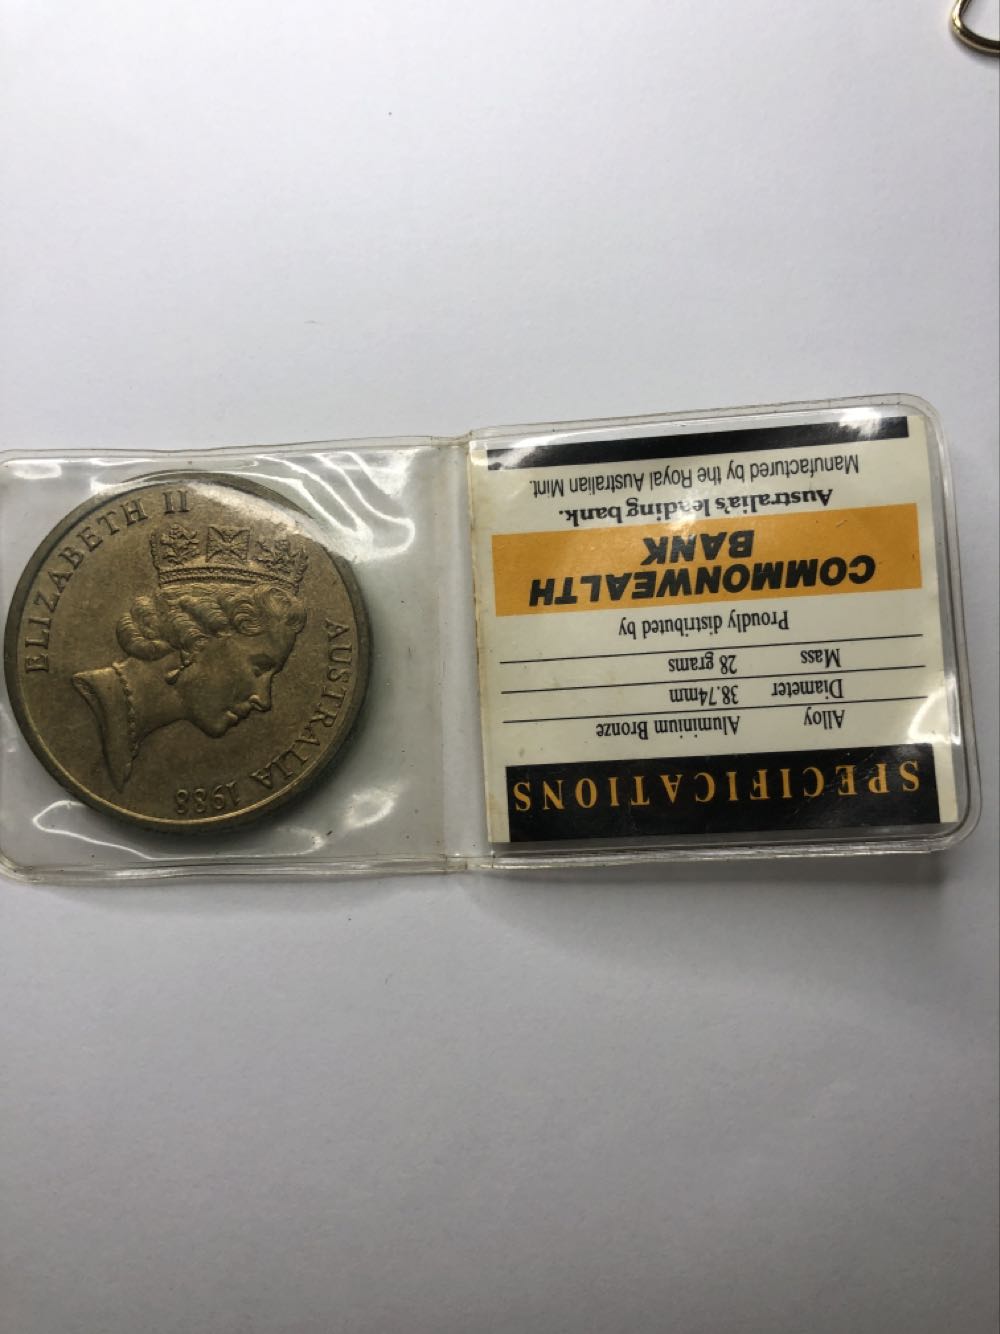 ELIZABETH II
AUSTRALIA 1988
SPECIFICATIONS
Alloy Aluminium Bronze
Diameter 38.74mm
Mass 28 grams
Proudly distributed by
COMMONWEALTH
BANK
Australia's leading bank.
Manufactured by the Royal Australian Mint.